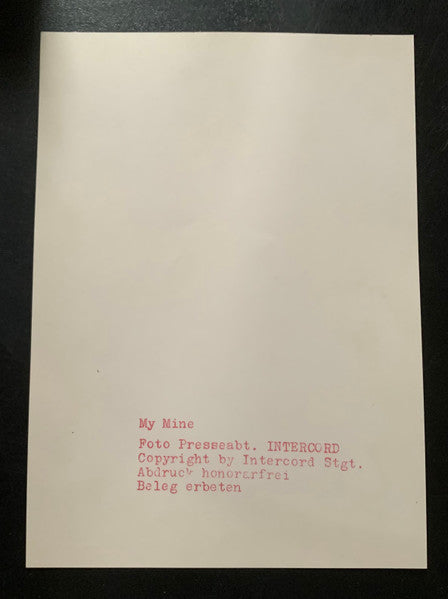 My Mine
Foto Presseabt. INTERCORD
Copyright by Intercord Stgt.
Abdruck honorarfrei
Beleg erbeten